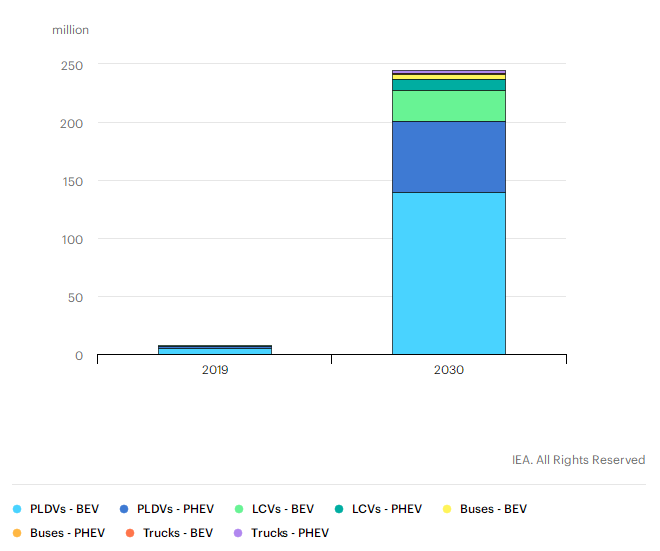 million
250
200
150
100
50
0
2019 2030
IEA. All Rights Reserved
PLDVs - BEV PLDVs - PHEV LCVs - BEV LCVs - PHEV Buses - BEV
Buses - PHEV Trucks - BEV Trucks - PHEV